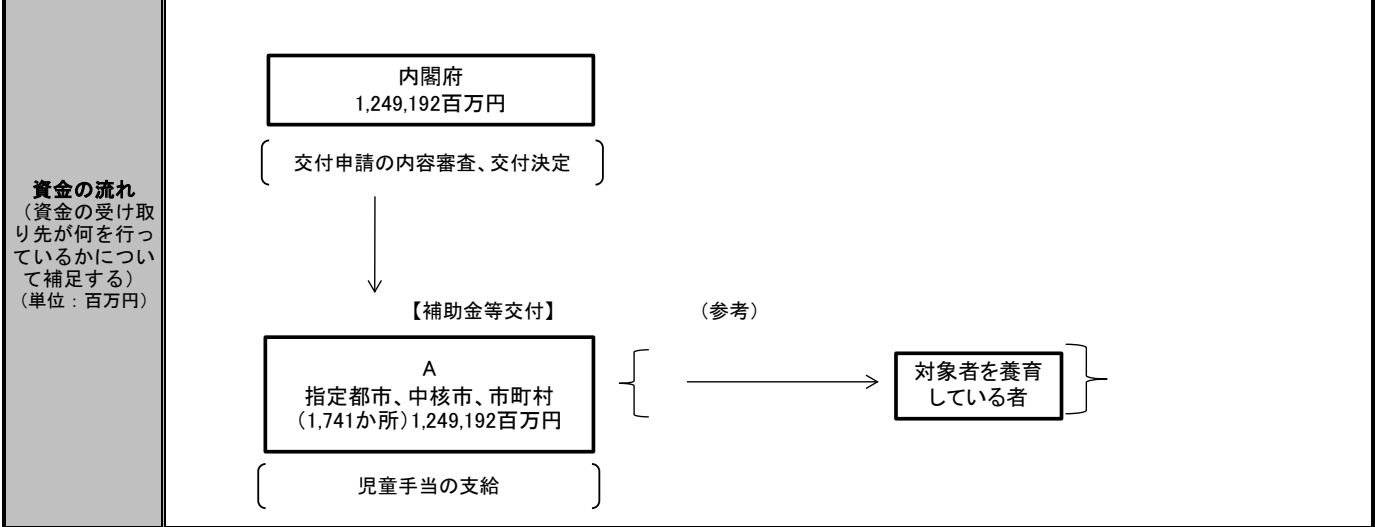 資金の流れ
（資金の受け取
り先が何を行っ
ているかについ
て補足する）
（単位：百万円）
内閣府
1,249,192百万円
交付申請の内容審査、交付決定
【補助金等交付】
（参考）
A
指定都市、中核市、市町村
（1,741か所）1,249,192百万円
児童手当の支給
対象者を養育
している者